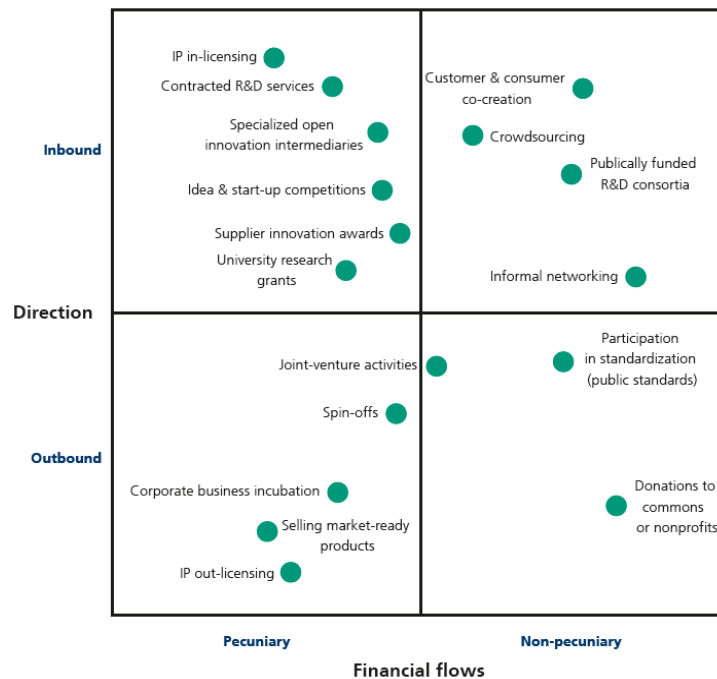 IP in-licensing
Contracted R&D services
Specialized open
innovation intermediaries
Idea & start-up competitions
Supplier innovation awards
University research
grants
Customer & consumer
co-creation
Crowdsourcing
Publically funded
R&D consortia
Informal networking
Inbound
Direction
Outbound
Joint-venture activities
Spin-offs
Corporate business incubation
Selling market-ready
products
IP out-licensing
Participation
in standardization
(public standards)
Donations to
commons
or nonprofits
Pecuniary
Non-pecuniary
Financial flows